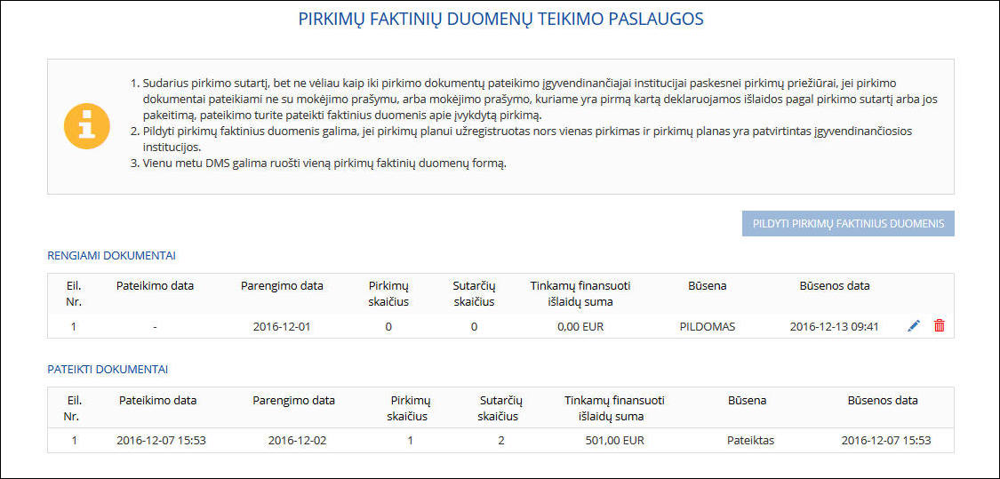 PIRKIMŲ FAKTINIŲ DUOMENŲ TEIKIMO PASLAUGOS
1. Sudarius pirkimo sutartį, bet ne vėliau kaip iki pirkimo dokumentų pateikimo įgyvendinančiajai institucijai paskesnei pirkimų priežiūrai, jei pirkimo
dokumentai pateikiami ne su mokėjimo prašymu, arba mokėjimo prašymo, kuriame yra pirmą kartą deklaruojamos išlaidos pagal pirkimo sutartį arba jos
pakeitimą, pateikimo turite pateikti faktinius duomenis apie įvykdytą pirkimą.
2. Pildyti pirkimų faktinius duomenis galima, jei pirkimų planui užregistruotas nors vienas pirkimas ir pirkimų planas yra patvirtintas įgyvendinančiosios
institucijos.
3. Vienu metu DMS galima ruošti vieną pirkimų faktinių duomenų formą.
PILDYTI PIRKIMŲ FAKTINIUS DUOMENIS
RENGIAMI DOKUMENTAI
Eil. Pateikimo data Parengimo data Pirkimų Sutarčių Tinkamų finansuoti Būsena Būsenos data
Nr. skaičius skaičius išlaidų suma
1 - 2016-12-01 0 0 0,00 EUR PILDOMAS 2016-12-13 09:41
PATEIKTI DOKUMENTAI
Eil. Pateikimo data Parengimo data Pirkimų Sutarčių Tinkamų finansuoti Būsena Būsenos data
Nr. skaičius skaičius išlaidų suma
1 2016-12-07 15:53 2016-12-02 1 2 501,00 EUR Pateiktas 2016-12-07 15:53